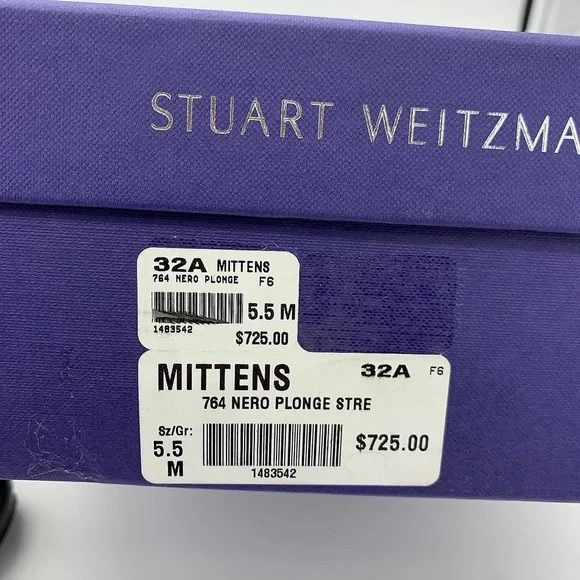 STUART WEITZMA
32A MITTENS
764 NERO PLONGE F6
5.5 M
1483542
$725.00
MITTENS 32A F6
764 NERO PLONGE STRE
Sz/Gr:
5.5 $725.00
M
1483542